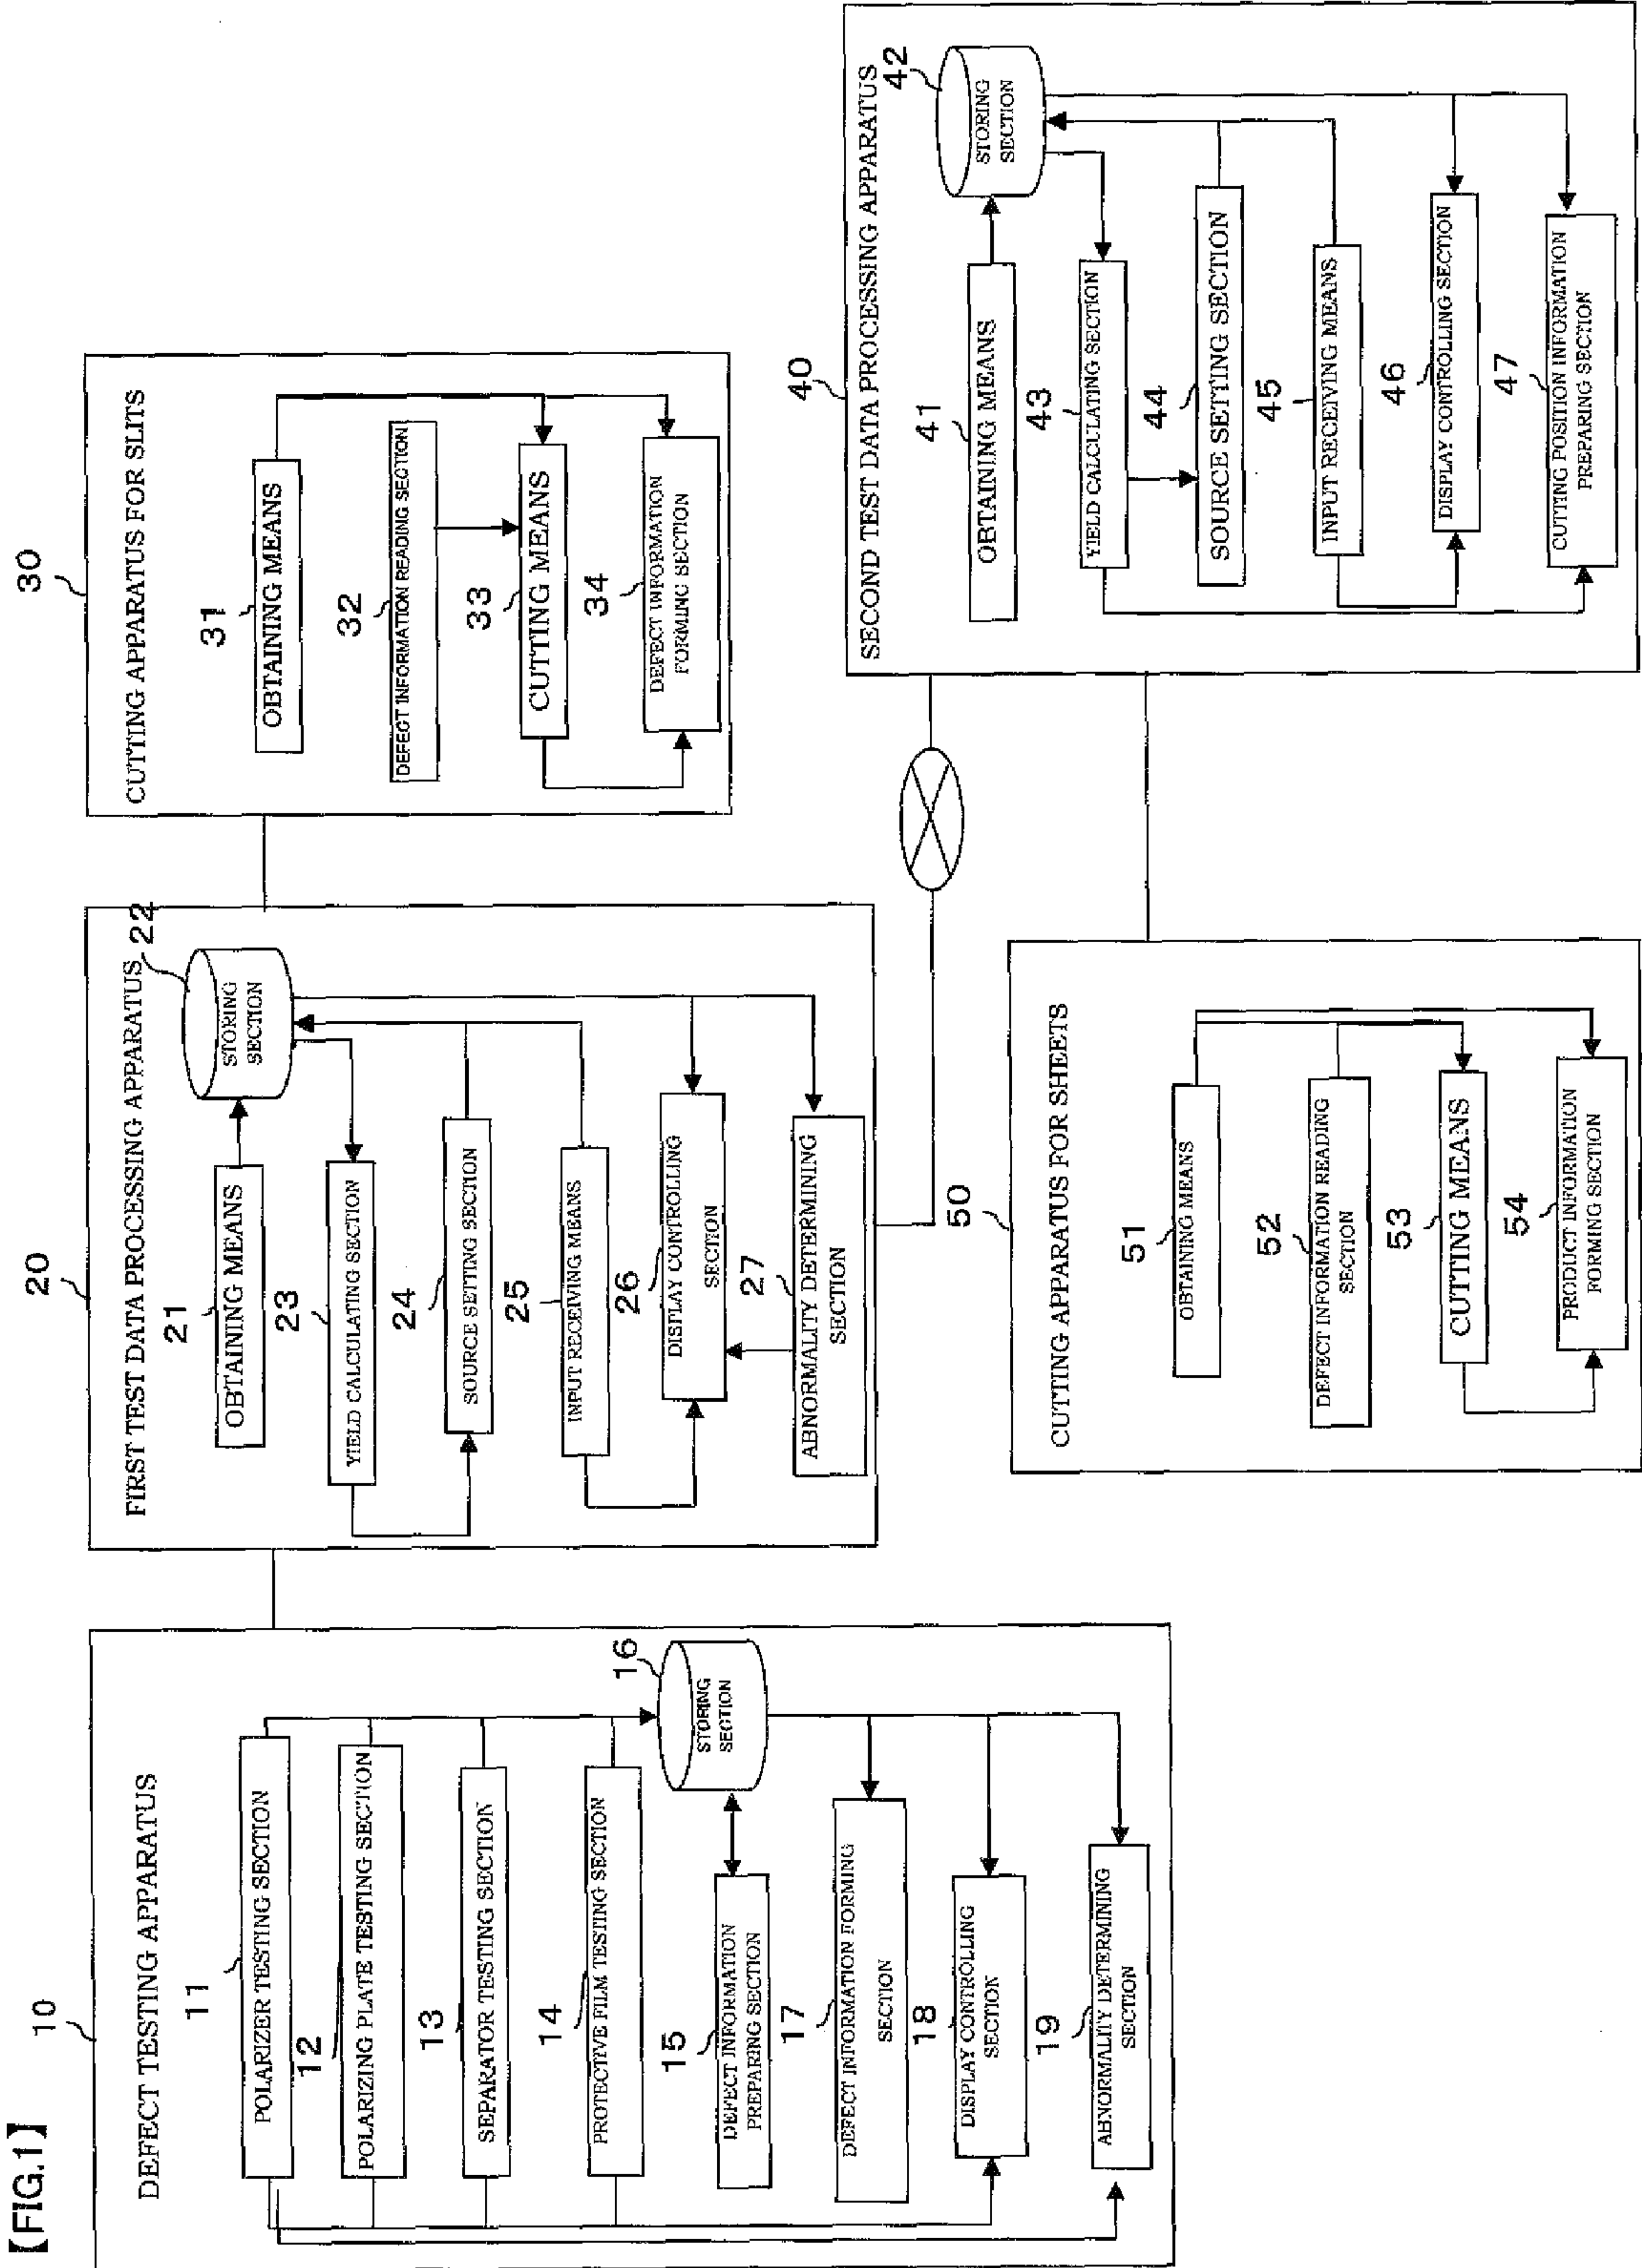 【FIG.1】
10
DEFECT TESTING APPARATUS
11
POLARIZER TESTING SECTION
12
POLARIZING PLATE TESTING SECTION
13
SEPARATOR TESTING SECTION
14
PROTECTIVE FILM TESTING SECTION
15
DEFECT INFORMATION
PREPARING SECTION
16
STORING
SECTION
17
DEFECT INFORMATION FORMING
SECTION
18
DISPLAY CONTROLLING
SECTION
19
ABNORMALITY DETERMINING
SECTION
20
FIRST TEST DATA PROCESSING APPARATUS
21
OBTAINING MEANS
22
STORING
SECTION
23
YIELD CALCULATING SECTION
24
SOURCE SETTING SECTION
25
INPUT RECEIVING MEANS
26
DISPLAY CONTROLLING
SECTION
27
ABNORMALITY DETERMINING
SECTION
30
CUTTING APPARATUS FOR SLITS
31
OBTAINING MEANS
32
DEFECT INFORMATION READING SECTION
33
CUTTING MEANS
34
DEFECT INFORMATION
FORMING SECTION
40
SECOND TEST DATA PROCESSING APPARATUS
41
OBTAINING MEANS
42
STORING
SECTION
43
YIELD CALCULATING SECTION
44
SOURCE SETTING SECTION
45
INPUT RECEIVING MEANS
46
DISPLAY CONTROLLING SECTION
47
CUTTING POSITION INFORMATION
PREPARING SECTION
50
CUTTING APPARATUS FOR SHEETS
51
OBTAINING MEANS
52
DEFECT INFORMATION READING
SECTION
53
CUTTING MEANS
54
PRODUCT INFORMATION
FORMING SECTION